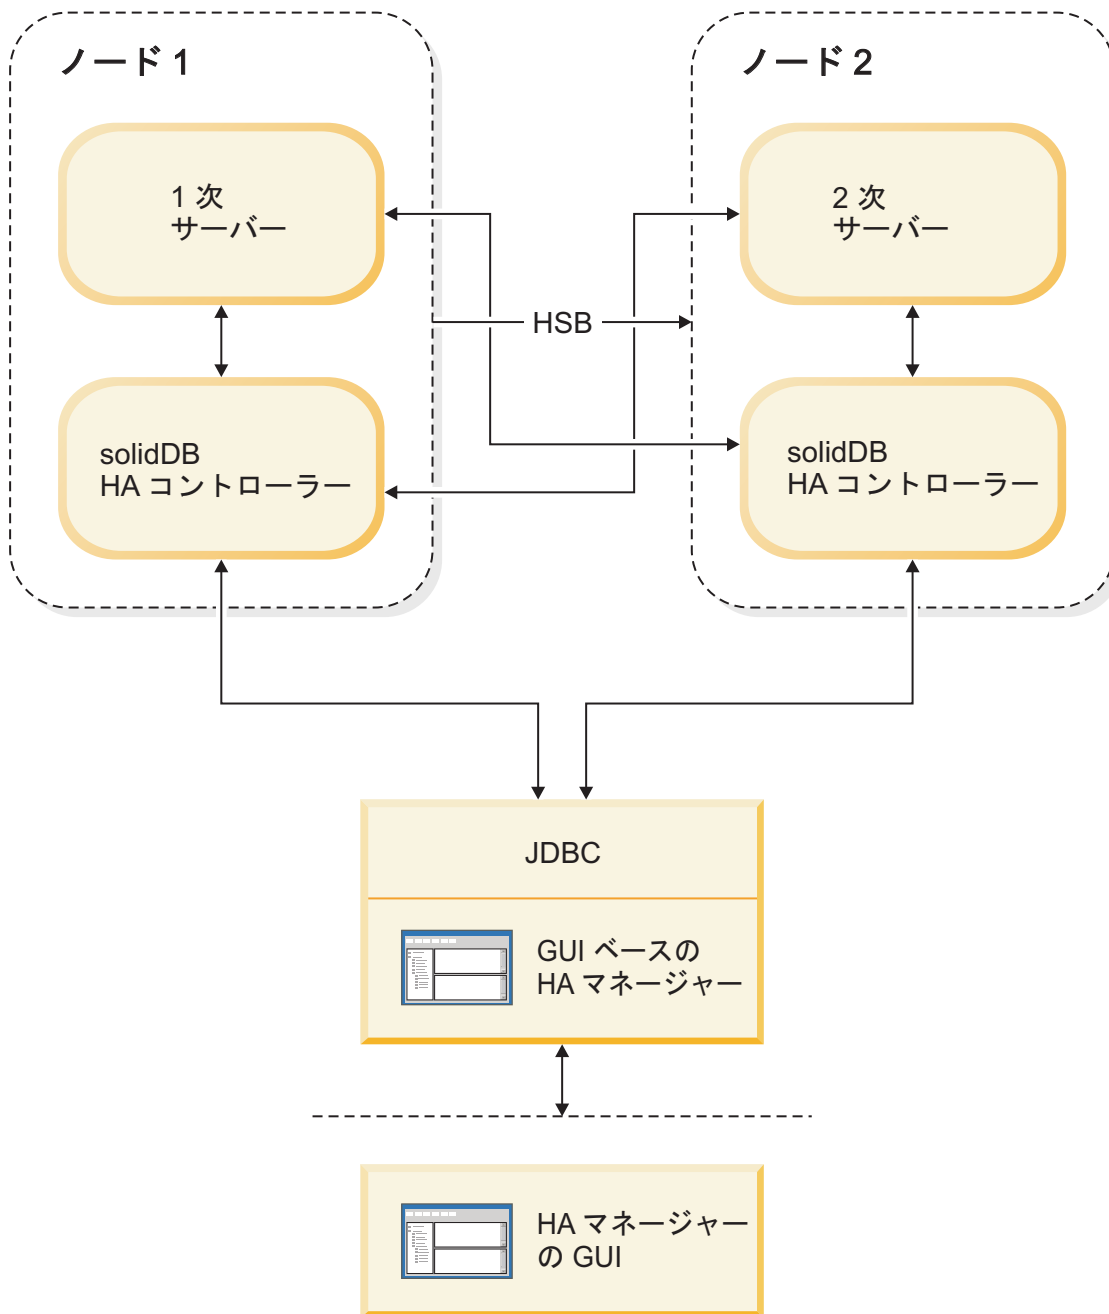 ノード 1
ノード 2
1 次
サーバー
2 次
サーバー
HSB
solidDB
HA コントローラー
solidDB
HA コントローラー
JDBC
GUI ベースの
HA マネージャー
HA マネージャー
の GUI